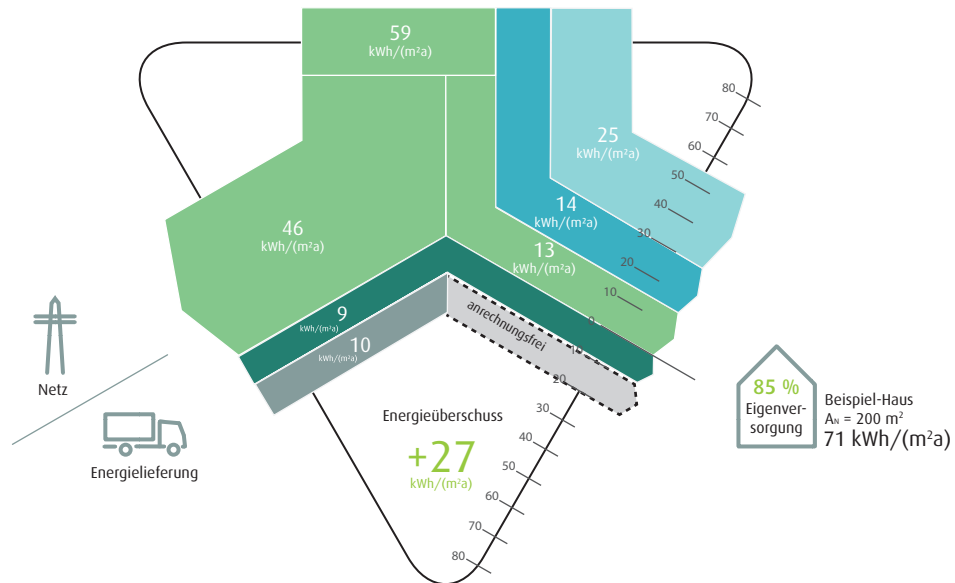 59
kWh/(m²a)
25
kWh/(m²a)
14
kWh/(m²a)
46
kWh/(m²a)
13
kWh/(m²a)
9
kWh/(m²a)
10
kWh/(m²a)
anrechnungsfrei
80
70
60
50
40
30
20
10
0
10
20
30
40
50
60
70
80
Netz
Energielieferung
Energieüberschuss
+27
kWh/(m²a)
85 %
Eigenver-
sorgung
Beispiel-Haus
Aɴ = 200 m²
71 kWh/(m²a)